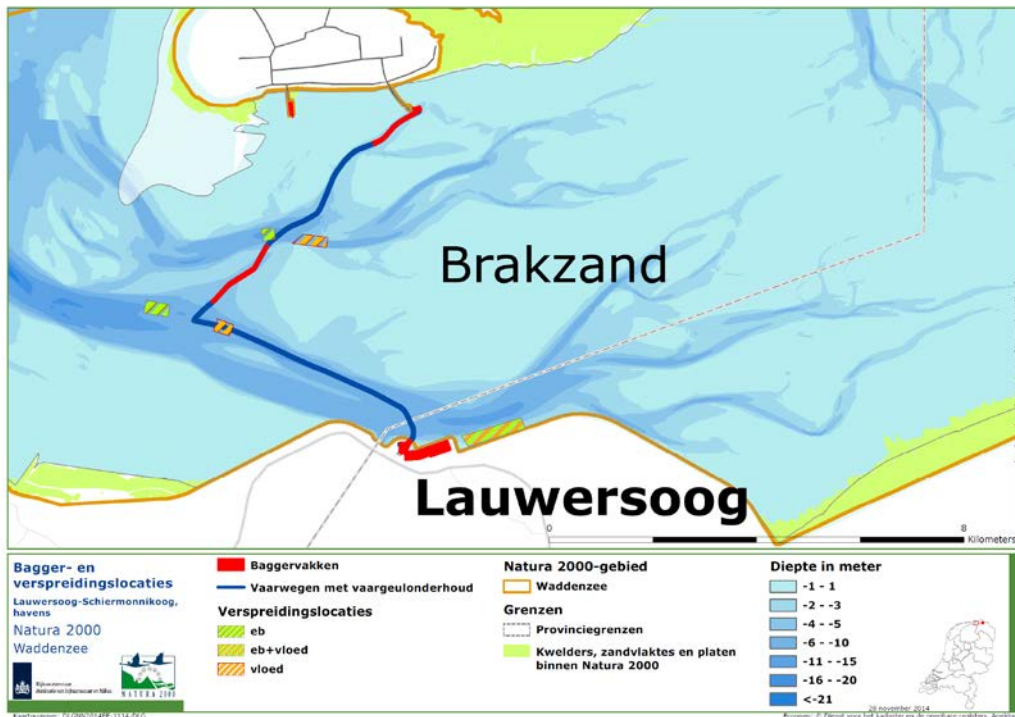 Brakzand
Lauwersoog
0 8
Kilometers
Bagger- en
verspreidingslocaties
Lauwersoog-Schiermonnikoog,
havens
Natura 2000
Waddenzee
NATURA 2000
Baggervakken
Vaarwegen met vaargeulonderhoud
Verspreidingslocaties
eb
eb+vloed
vloed
Natura 2000-gebied
Waddenzee
Grenzen
Provinciegrenzen
Kwelders, zandvlaktes en platen
binnen Natura 2000
Diepte in meter
-1 - 1
-2 - -3
-4 - -5
-6 - -10
-11 - -15
-16 - -20
<-21
28 november 2014